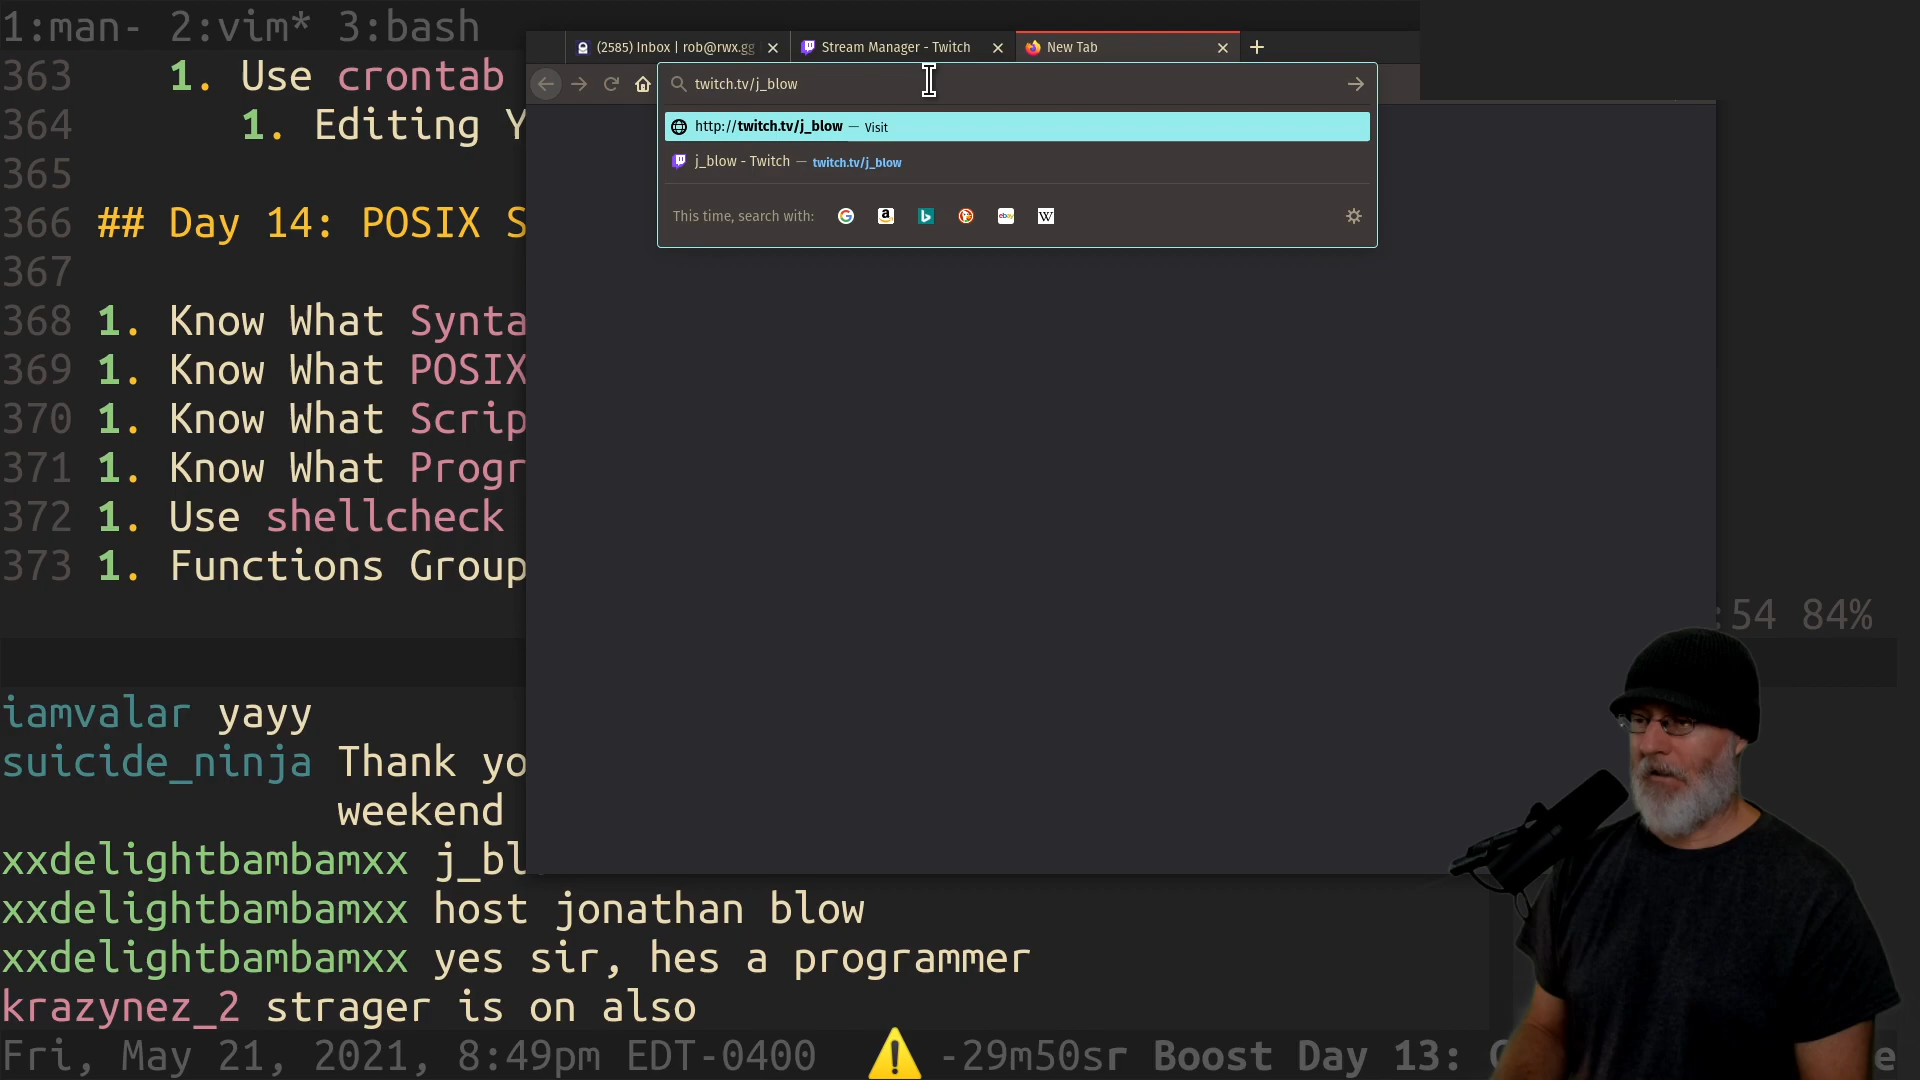 1:man- 2:vim* 3:bash
(2585) Inbox | rob@rwx.gg
Stream Manager - Twitch
New Tab
twitch.tv/j_blow
http://twitch.tv/j_blow — Visit
j_blow - Twitch — twitch.tv/j_blow
This time, search with:
363 1. Use crontab
364 1. Editing Y
365
366 ## Day 14: POSIX S
367
368 1. Know What Synta
369 1. Know What POSIX
370 1. Know What Scrip
371 1. Know What Progr
372 1. Use shellcheck
373 1. Functions Group
:54 84%
iamvalar yayy
suicide_ninja Thank yo
weekend
xxdelightbambamxx j_bl
xxdelightbambamxx host jonathan blow
xxdelightbambamxx yes sir, hes a programmer
krazynez_2 strager is on also
Fri, May 21, 2021, 8:49pm EDT-0400 ⚠ -29m50sr Boost Day 13: